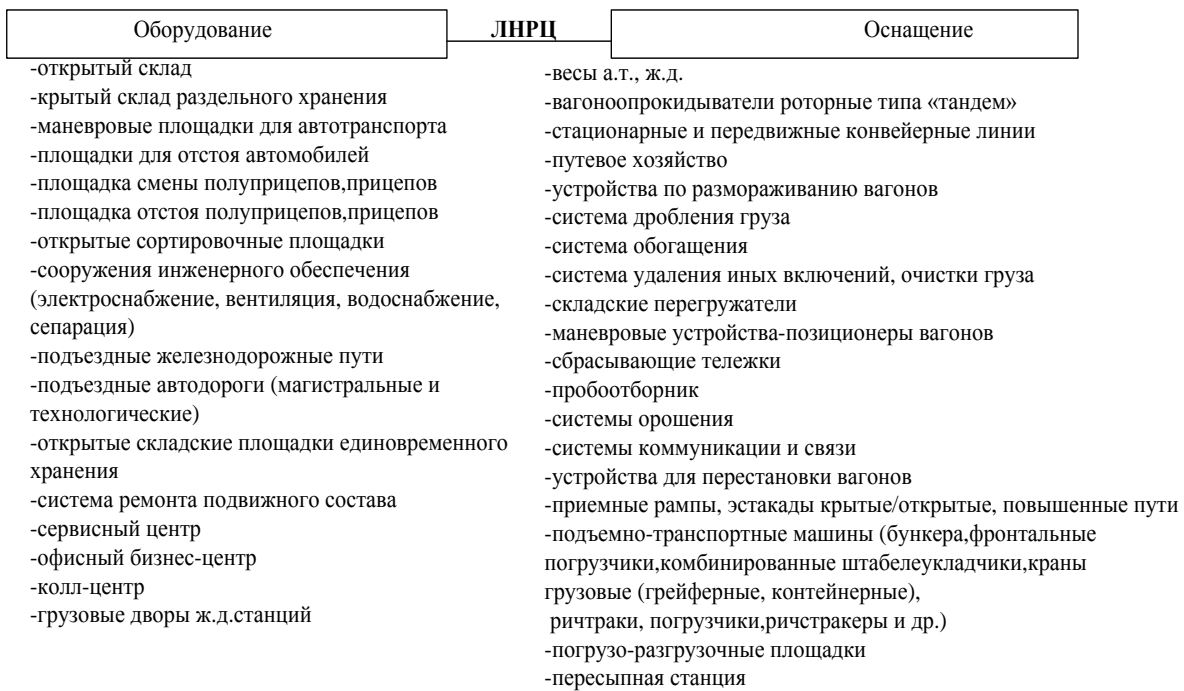 Оборудование
ЛНРЦ
Оснащение
-открытый склад
-крытый склад раздельного хранения
-маневровые площадки для автотранспорта
-площадки для отстоя автомобилей
-площадка смены полуприцепов,прицепов
-площадка отстоя полуприцепов,прицепов
-открытые сортировочные площадки
-сооружения инженерного обеспечения
(электроснабжение, вентиляция, водоснабжение,
сепарация)
-подъездные железнодорожные пути
-подъездные автодороги (магистральные и
технологические)
-открытые складские площадки единовременного
хранения
-система ремонта подвижного состава
-сервисный центр
-офисный бизнес-центр
-колл-центр
-грузовые дворы ж.д.станций
-весы а.т., ж.д.
-вагоноопрокидыватели роторные типа «тандем»
-стационарные и передвижные конвейерные линии
-путевое хозяйство
-устройства по размораживанию вагонов
-система дробления груза
-система обогащения
-система удаления иных включений, очистки груза
-складские перегружатели
-маневровые устройства-позиционеры вагонов
-сбрасывающие тележки
-пробоотборник
-системы орошения
-системы коммуникации и связи
-устройства для перестановки вагонов
-приемные рампы, эстакады крытые/открытые, повышенные пути
-подъемно-транспортные машины (бункера,фронтальные
погрузчики,комбинированные штабелеукладчики,краны
грузовые (грейферные, контейнерные),
ричтраки, погрузчики,ричстракеры и др.)
-погрузо-разгрузочные площадки
-пересыпная станция